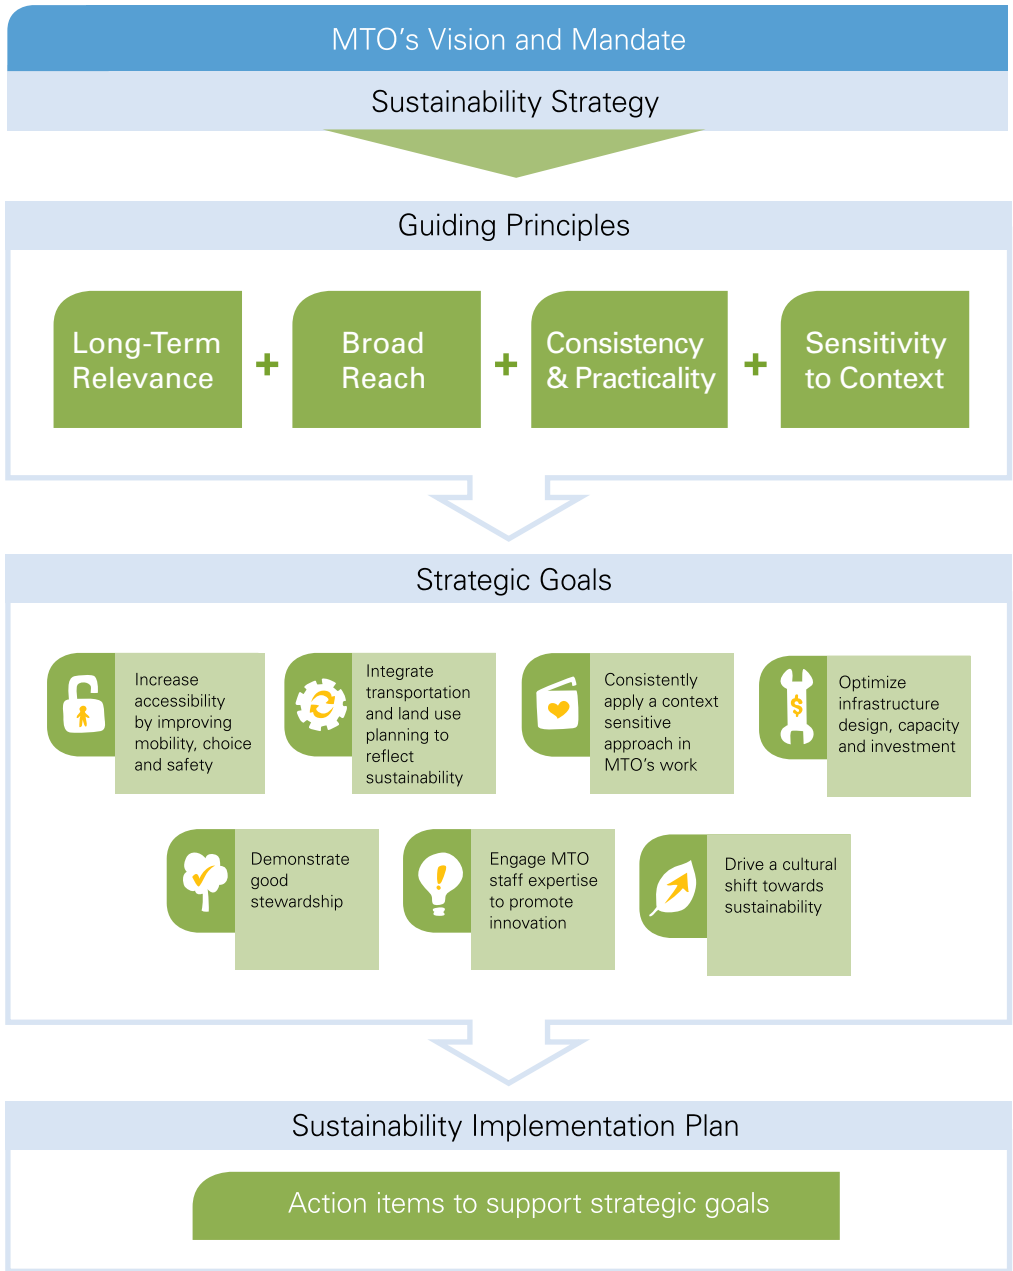 MTO’s Vision and Mandate
Sustainability Strategy
Guiding Principles
Long-Term
Relevance
+
Broad
Reach
+
Consistency
& Practicality
+
Sensitivity
to Context
Strategic Goals
Increase
accessibility
by improving
mobility, choice
and safety
Integrate
transportation
and land use
planning to
reflect
sustainability
Consistently
apply a context
sensitive
approach in
MTO’s work
$
Optimize
infrastructure
design, capacity
and investment
Demonstrate
good
stewardship
!
Engage MTO
staff expertise
to promote
innovation
Drive a cultural
shift towards
sustainability
Sustainability Implementation Plan
Action items to support strategic goals